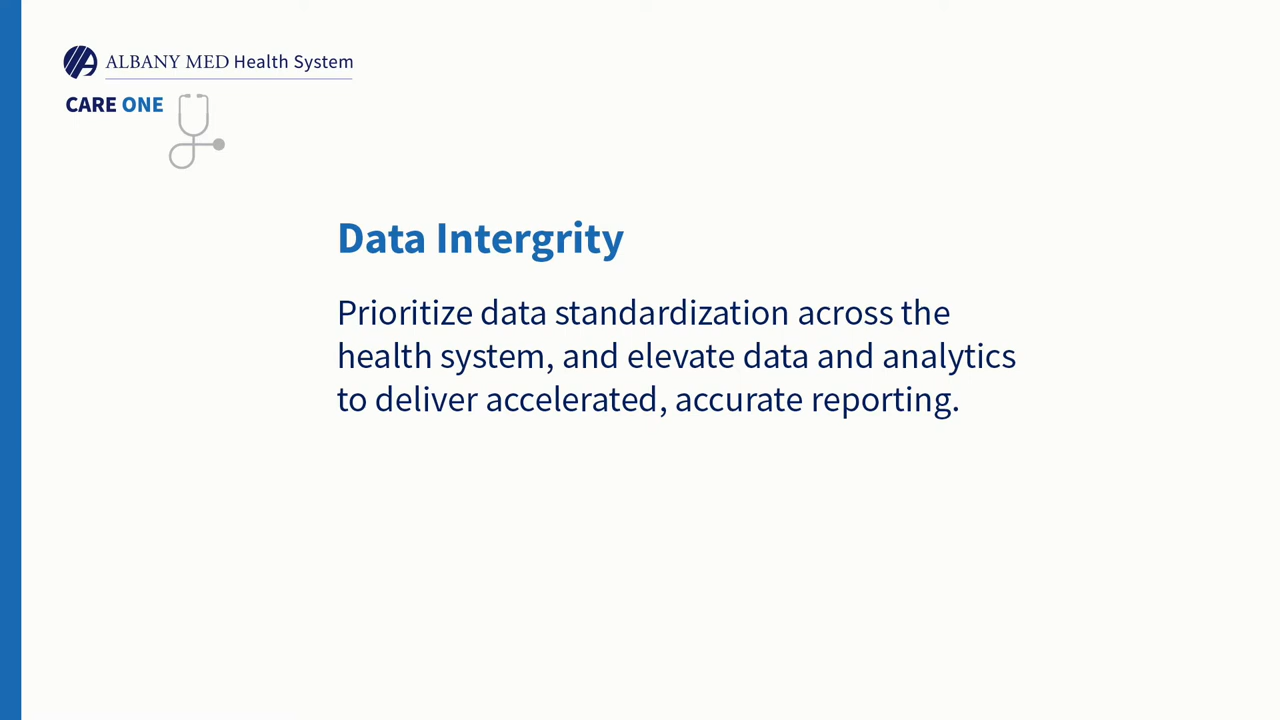 ALBANY MED Health System
CARE ONE
Data Intergrity
Prioritize data standardization across the
health system, and elevate data and analytics
to deliver accelerated, accurate reporting.